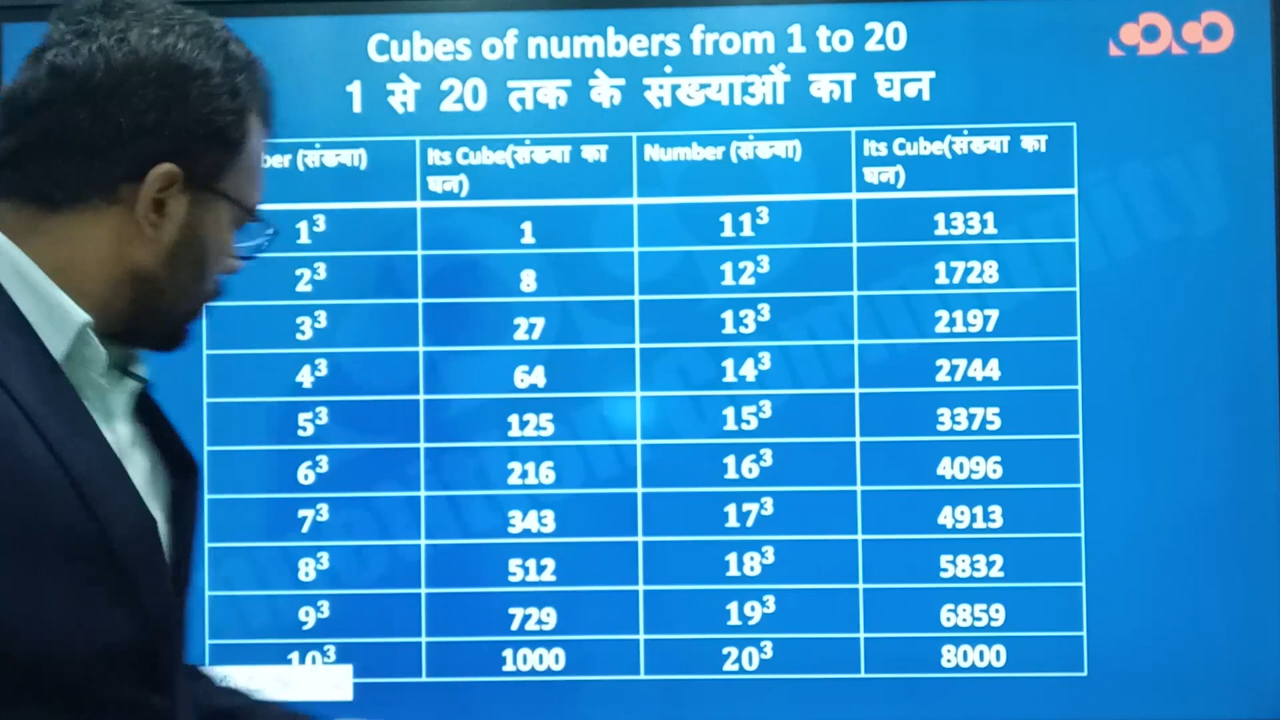 Cubes of numbers from 1 to 20
1 से 20 तक के संख्याओं का घन
ber (संख्या) Its Cube(संख्या का घन) Number (संख्या) Its Cube(संख्या का घन)
1³ 1 11³ 1331
2³ 8 12³ 1728
3³ 27 13³ 2197
4³ 64 14³ 2744
5³ 125 15³ 3375
6³ 216 16³ 4096
7³ 343 17³ 4913
8³ 512 18³ 5832
9³ 729 19³ 6859
10³ 1000 20³ 8000